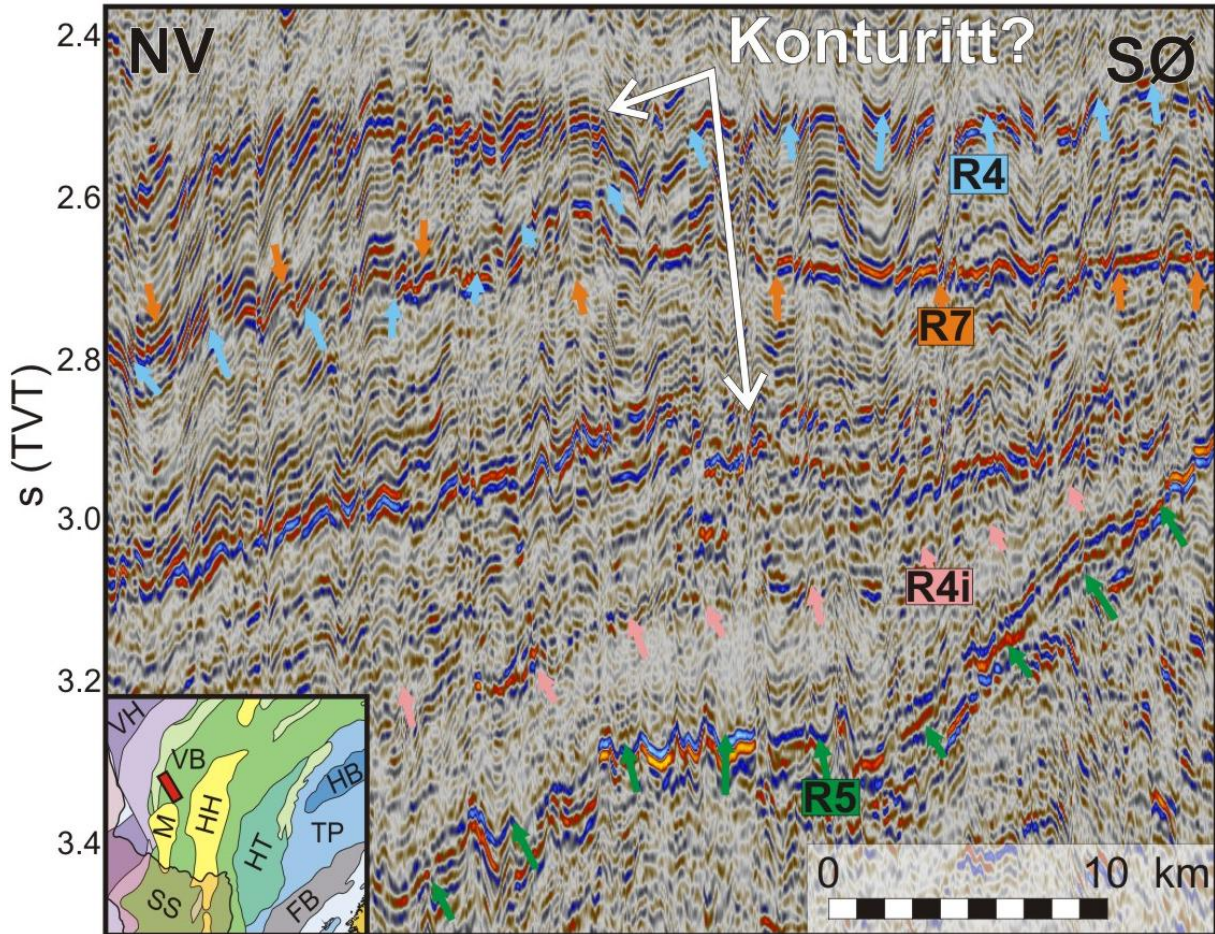 NV
Konturitt?
SØ
s (TVT)
2.4
2.6
2.8
3.0
3.2
3.4
R4
R7
R4i
R5
VH
VB
HB
M
HH
TP
HT
SS
FB
0 10 km